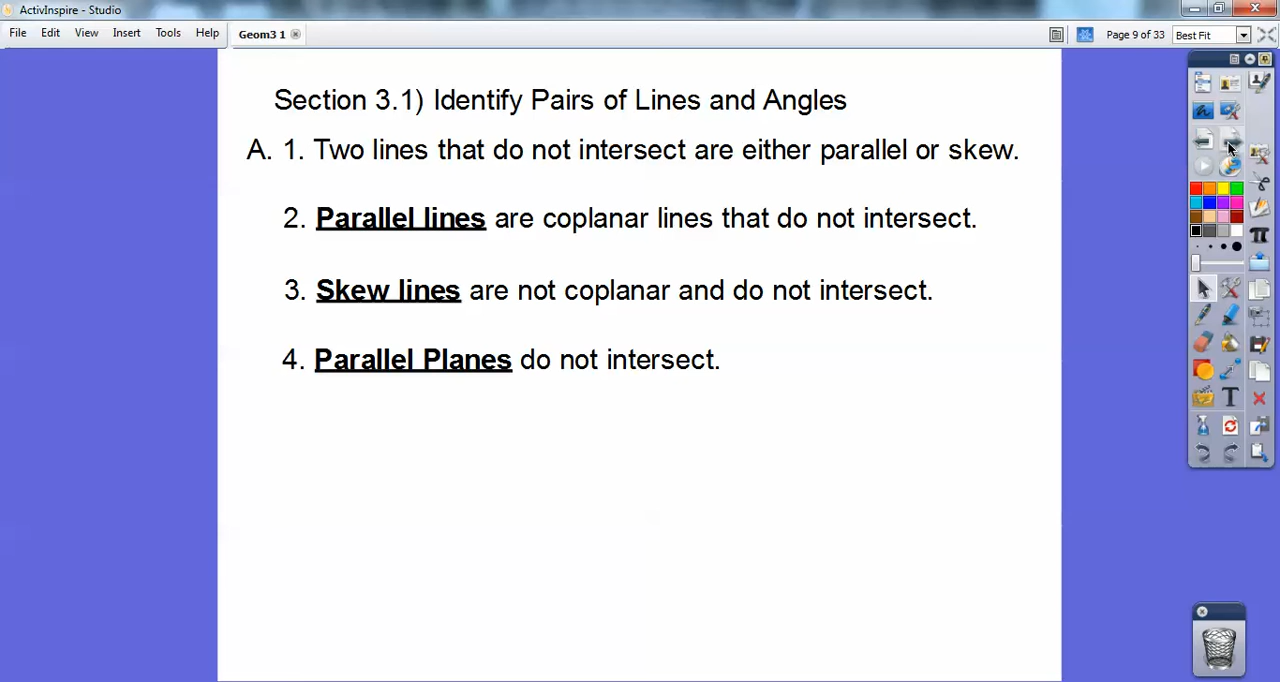 ActivInspire - Studio
File Edit View Insert Tools Help Geom3 1 Page 9 of 33 Best Fit
Section 3.1) Identify Pairs of Lines and Angles
A. 1. Two lines that do not intersect are either parallel or skew.
2. Parallel lines are coplanar lines that do not intersect.
3. Skew lines are not coplanar and do not intersect.
4. Parallel Planes do not intersect.